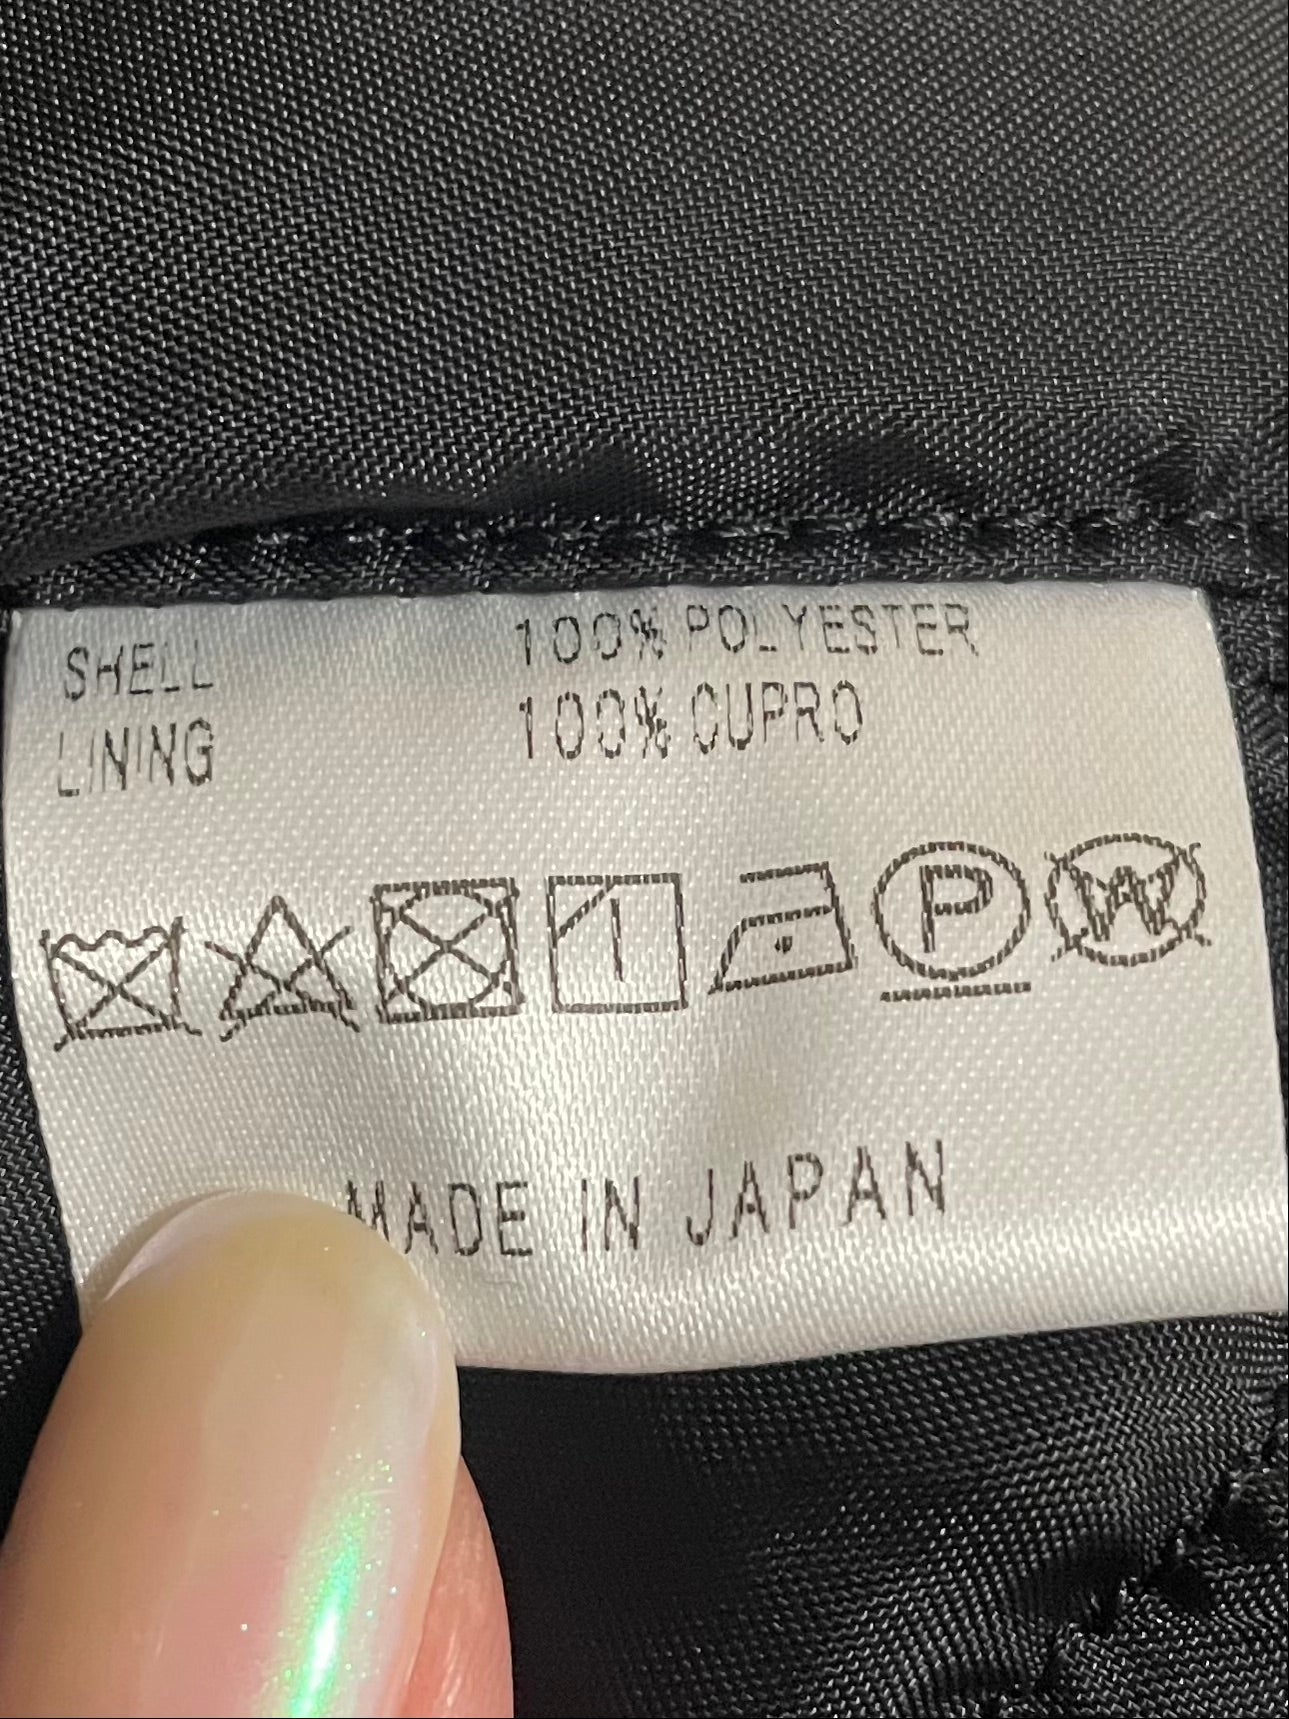 SHELL 100% POLYESTER
LINING 100% CUPRO
P W
MADE IN JAPAN